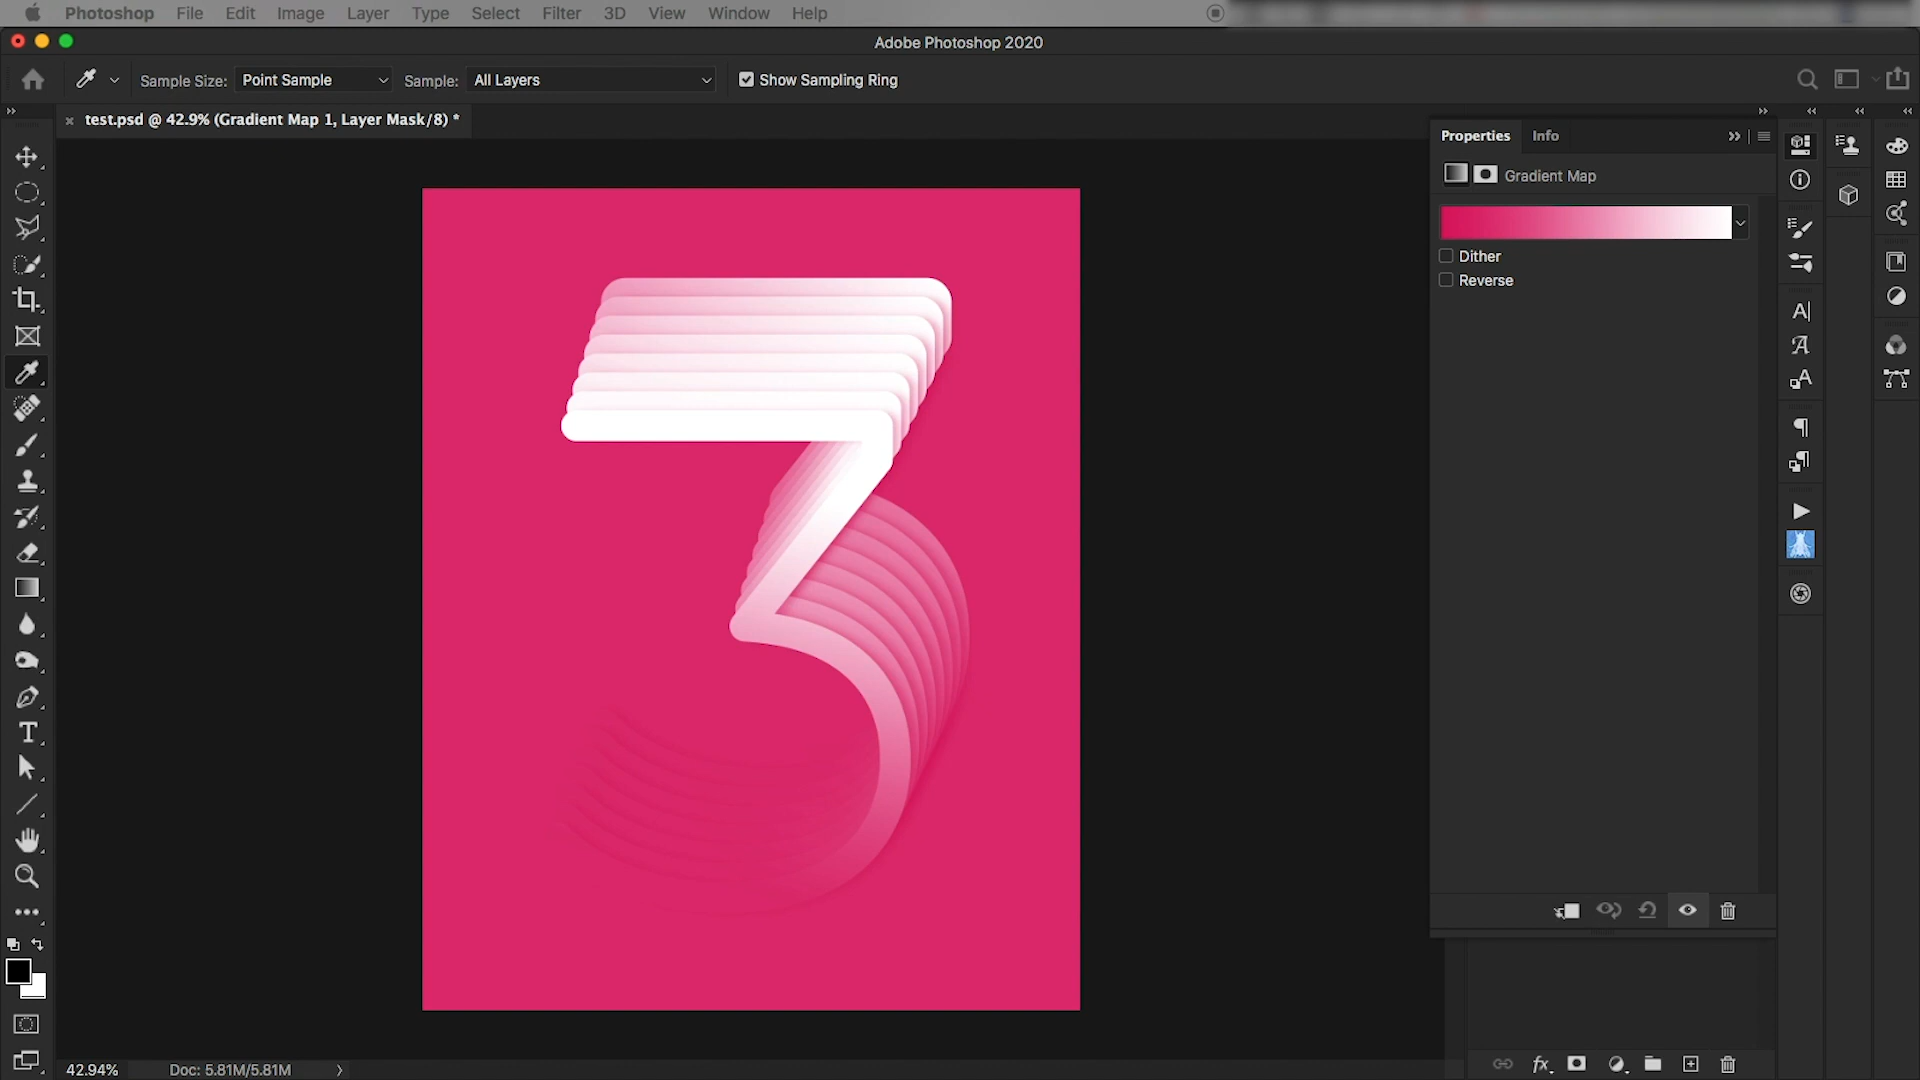 Photoshop File Edit Image Layer Type Select Filter 3D View Window Help
Adobe Photoshop 2020
Sample Size: Point Sample Sample: All Layers Show Sampling Ring
test.psd @ 42.9% (Gradient Map 1, Layer Mask/8) *
Properties Info
Gradient Map
Dither
Reverse
3
42.94% Doc: 5.81M/5.81M